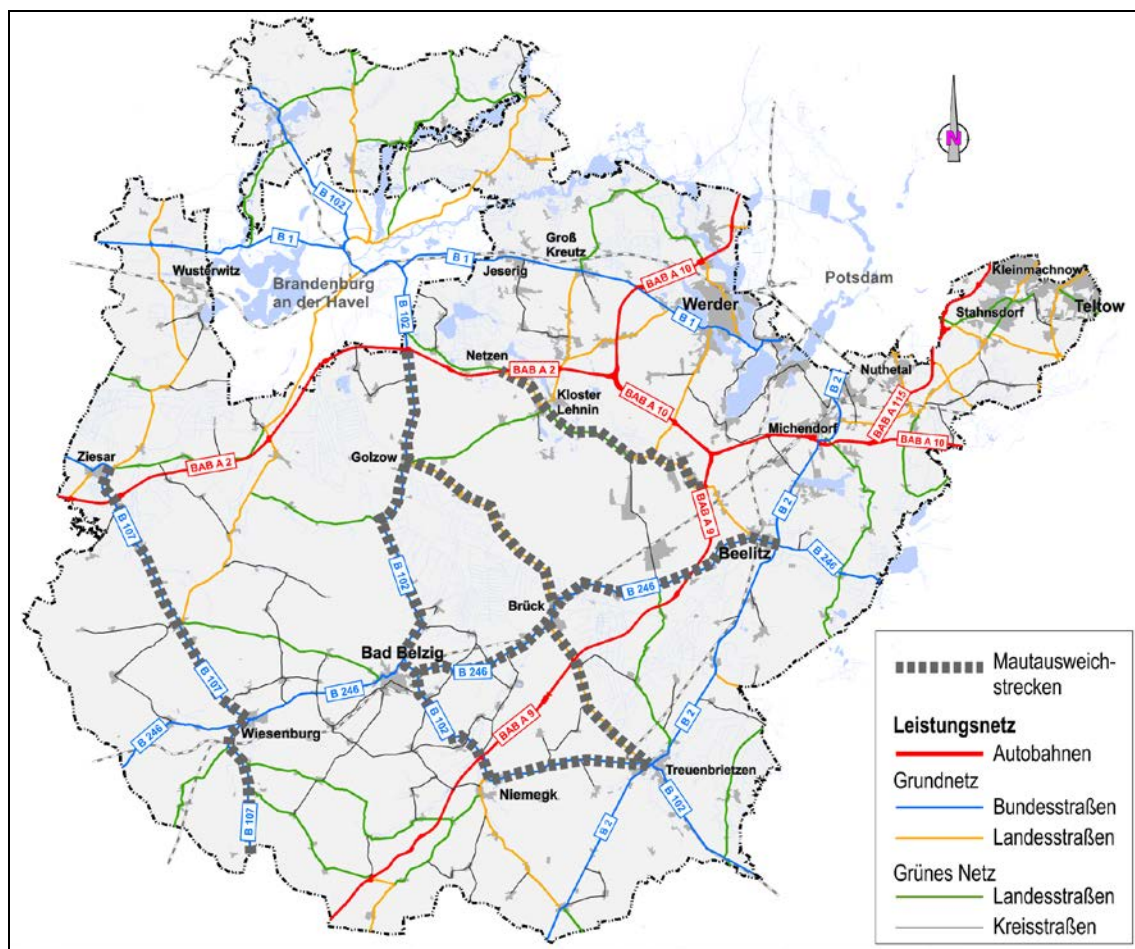 N
B 102
B 1
Wusterwitz
Brandenburg
an der Havel
B 1
Jeserig
Groß
Kreutz
BAB A 10
Werder
B 1
Potsdam
Kleinmachnow
Stahnsdorf
Teltow
B 102
Netzen
BAB A 2
Kloster
Lehnin
BAB A 10
B 2
Nuthetal
BAB A 115
Michendorf
BAB A 10
Ziesar
BAB A 2
Golzow
B 107
BAB A 9
B 2
Beelitz
B 246
B 102
B 246
Brück
Bad Belzig
B 246
B 107
B 246
B 246
Wiesenburg
B 102
BAB A 9
B 2
Treuenbrietzen
Niemegk
B 102
B 107
B 2
Mautausweich-
strecken
Leistungsnetz
Autobahnen
Grundnetz
Bundesstraßen
Landesstraßen
Grünes Netz
Landesstraßen
Kreisstraßen